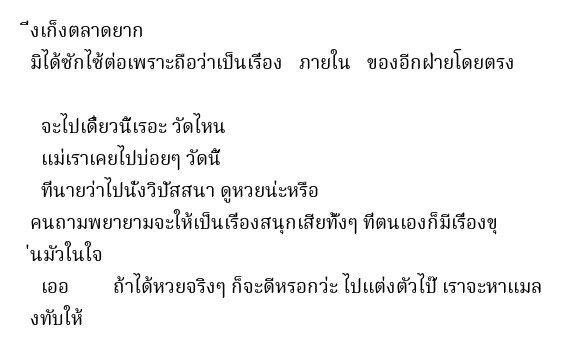 ึงเก็งตลาดยาก
มิได้ซักไซ้ต่อเพราะถือว่าเป็นเรื่อง ภายใน ของอีกฝ่ายโดยตรง
จะไปเดี๋ยวนี้เรอะ วัดไหน
แม่เราเคยไปบ่อยๆ วัดนี้
ที่นายว่าไปนั่งวิปัสสนา ดูหวยน่ะหรือ
คนถามพยายามจะให้เป็นเรื่องสนุกเสียทั้งๆ ที่ตนเองก็มีเรื่องขุ
่นมัวในใจ
เออ ถ้าได้หวยจริงๆ ก็จะดีหรอกว่ะ ไปแต่งตัวไป๊ เราจะหาแมล
งทับให้